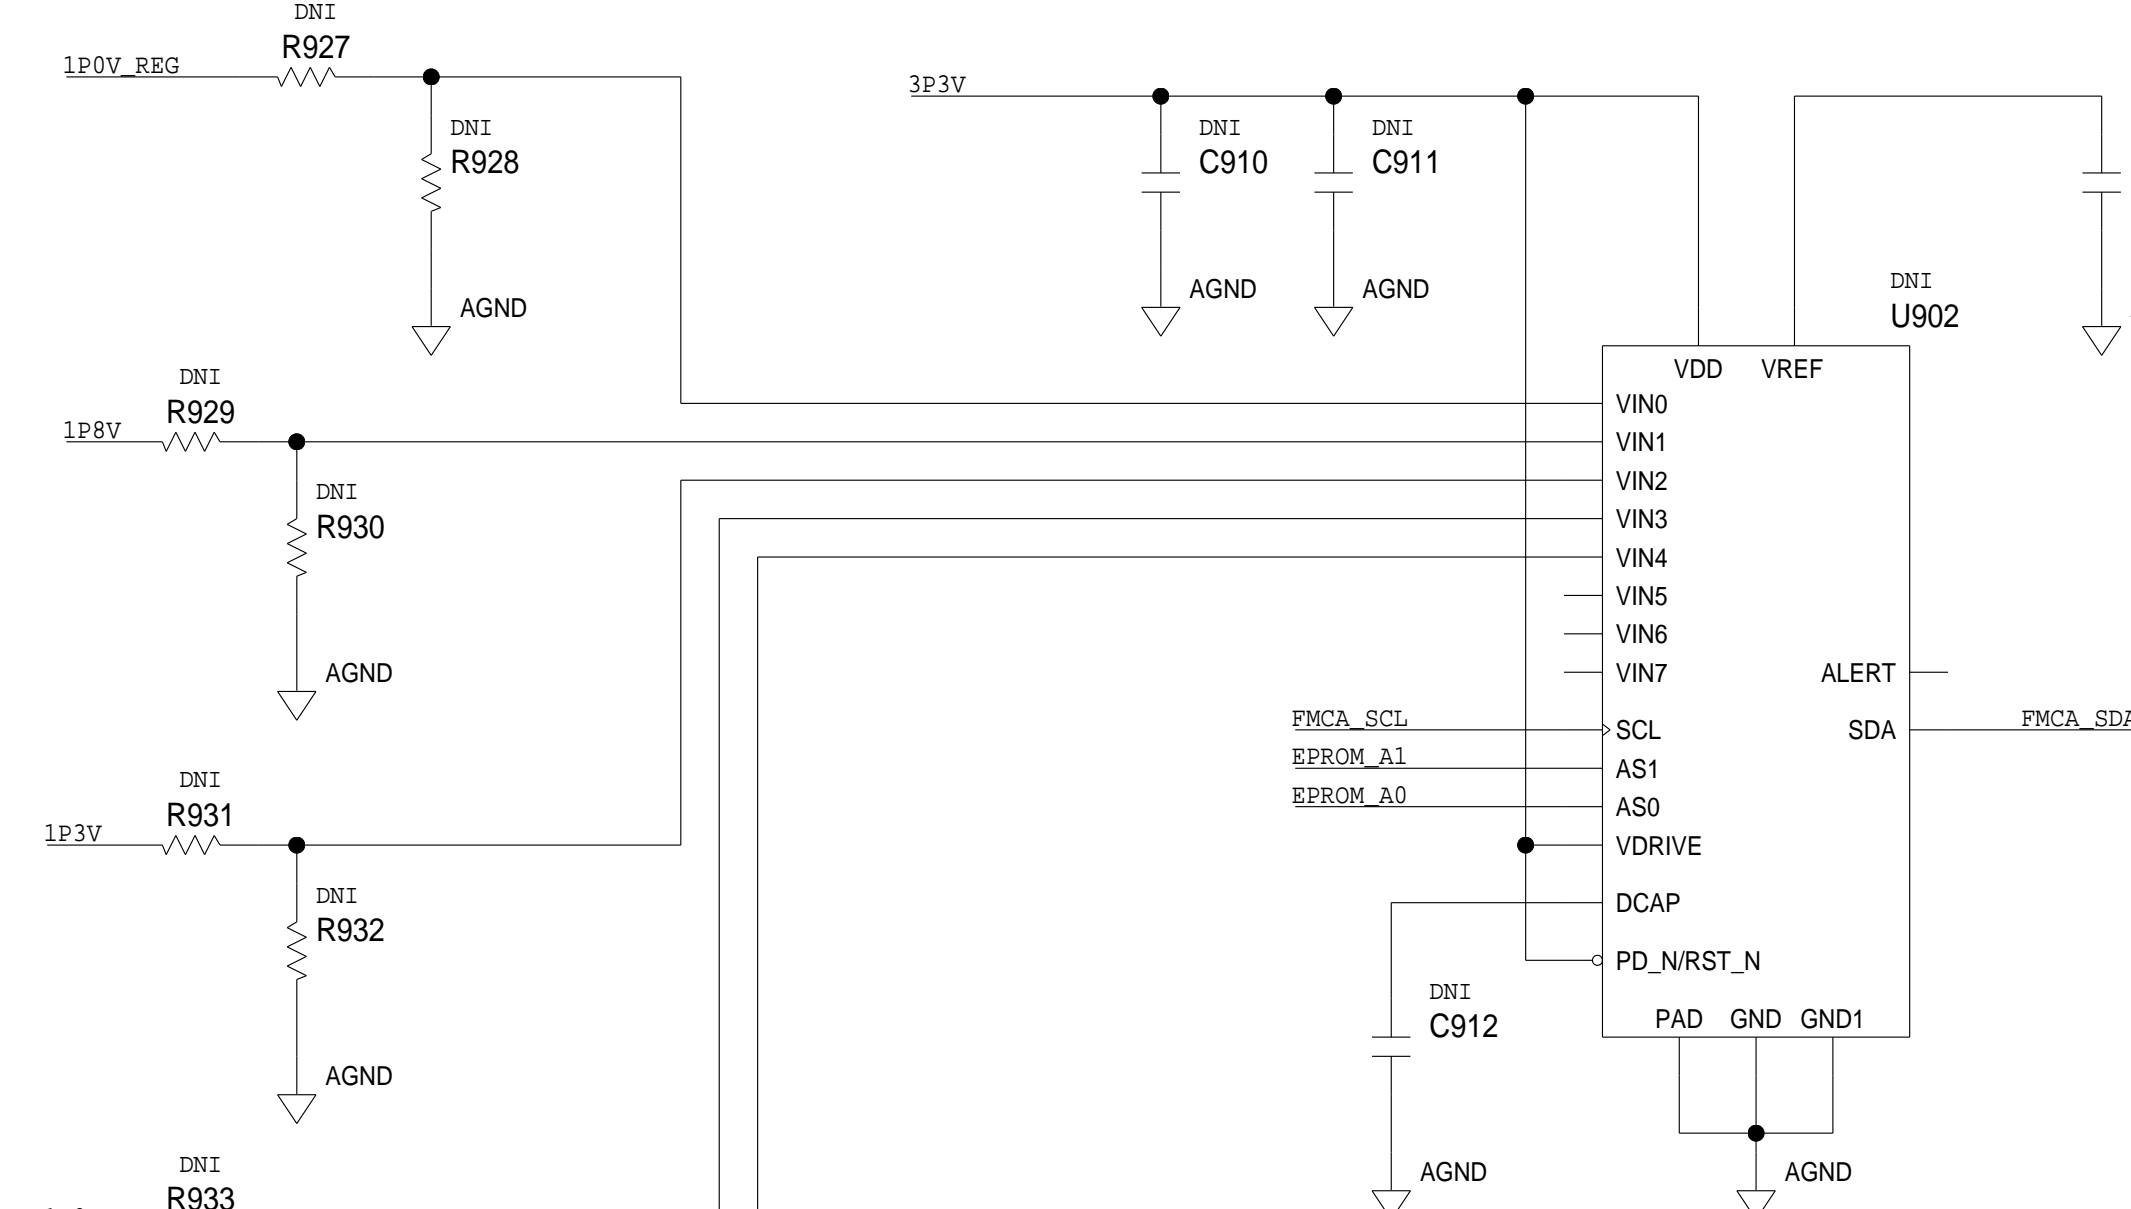 DNI
R927
1P0V_REG
DNI
R928
AGND
3P3V
DNI
C910
AGND
DNI
C911
AGND
DNI
U902
DNI
R929
1P8V
DNI
R930
AGND
DNI
R931
1P3V
DNI
R932
AGND
DNI
R933
VDD VREF
VIN0
VIN1
VIN2
VIN3
VIN4
VIN5
VIN6
VIN7
ALERT
FMCA_SCL
SCL
SDA
FMCA_SDA
EPROM_A1
AS1
EPROM_A0
AS0
VDRIVE
DCAP
PD_N/RST_N
DNI
C912
AGND
PAD GND GND1
AGND